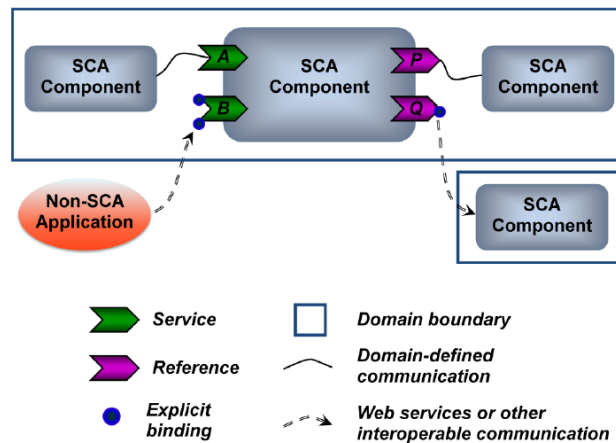 SCA
Component
A
B
SCA
Component
P
Q
SCA
Component
Non-SCA
Application
SCA
Component
Service
Domain boundary
Reference
Domain-defined
communication
Explicit
binding
Web services or other
interoperable communication